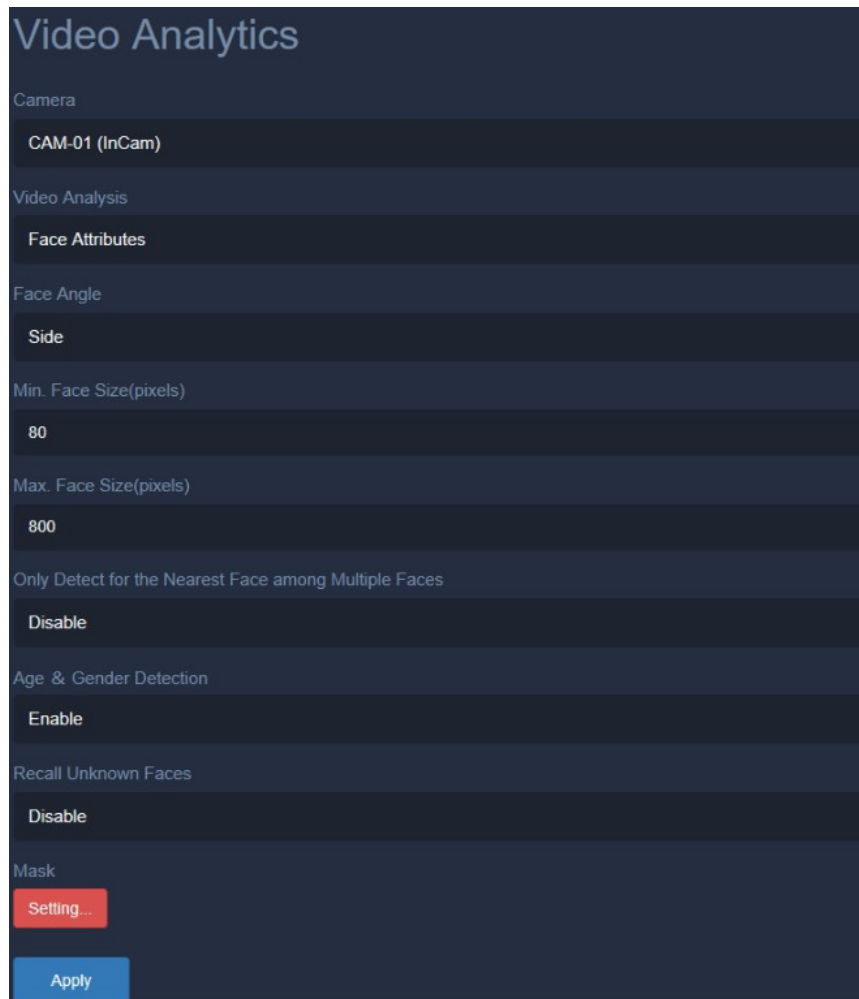 Video Analytics
Camera
CAM-01 (InCam)
Video Analysis
Face Attributes
Face Angle
Side
Min. Face Size(pixels)
80
Max. Face Size(pixels)
800
Only Detect for the Nearest Face among Multiple Faces
Disable
Age & Gender Detection
Enable
Recall Unknown Faces
Disable
Mask
Setting...
Apply